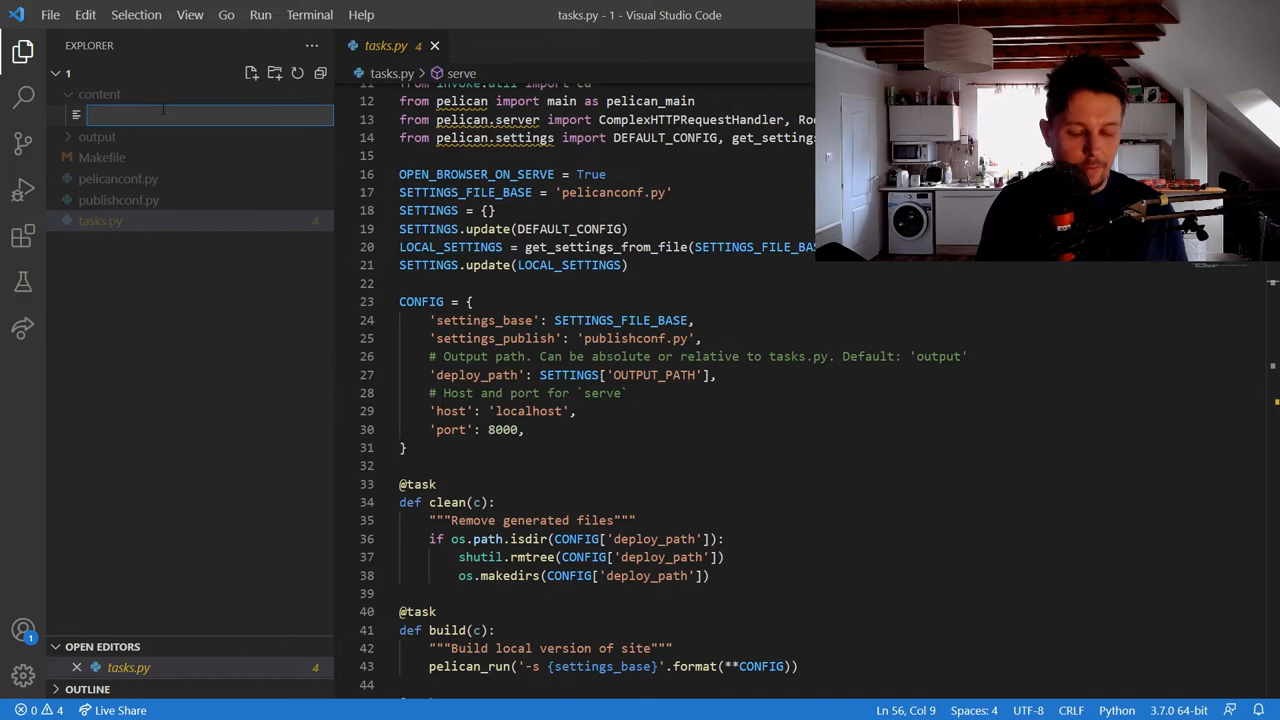 File Edit Selection View Go Run Terminal Help
tasks.py - 1 - Visual Studio Code
EXPLORER
1
content
output
Makefile
pelicanconf.py
publishconf.py
tasks.py 4
OPEN EDITORS
tasks.py 4
OUTLINE
tasks.py 4
tasks.py > serve
12 from pelican import main as pelican_main
13 from pelican.server import ComplexHTTPRequestHandler,
14 from pelican.settings import DEFAULT_CONFIG,
15
16 OPEN_BROWSER_ON_SERVE = True
17 SETTINGS_FILE_BASE = 'pelicanconf.py'
18 SETTINGS = {}
19 SETTINGS.update(DEFAULT_CONFIG)
20 LOCAL_SETTINGS = get_settings_from_file(SETTINGS_FILE_BAS
21 SETTINGS.update(LOCAL_SETTINGS)
22
23 CONFIG = {
24 'settings_base': SETTINGS_FILE_BASE,
25 'settings_publish': 'publishconf.py',
26 # Output path. Can be absolute or relative to tasks.py. Default: 'output'
27 'deploy_path': SETTINGS['OUTPUT_PATH'],
28 # Host and port for `serve`
29 'host': 'localhost',
30 'port': 8000,
31 }
32
33 @task
34 def clean(c):
35 """Remove generated files"""
36 if os.path.isdir(CONFIG['deploy_path']):
37 shutil.rmtree(CONFIG['deploy_path'])
38 os.makedirs(CONFIG['deploy_path'])
39
40 @task
41 def build(c):
42 """Build local version of site"""
43 pelican_run('-s {settings_base}'.format(**CONFIG))
44
0 4 Live Share
Ln 56, Col 9 Spaces: 4 UTF-8 CRLF Python 3.7.0 64-bit